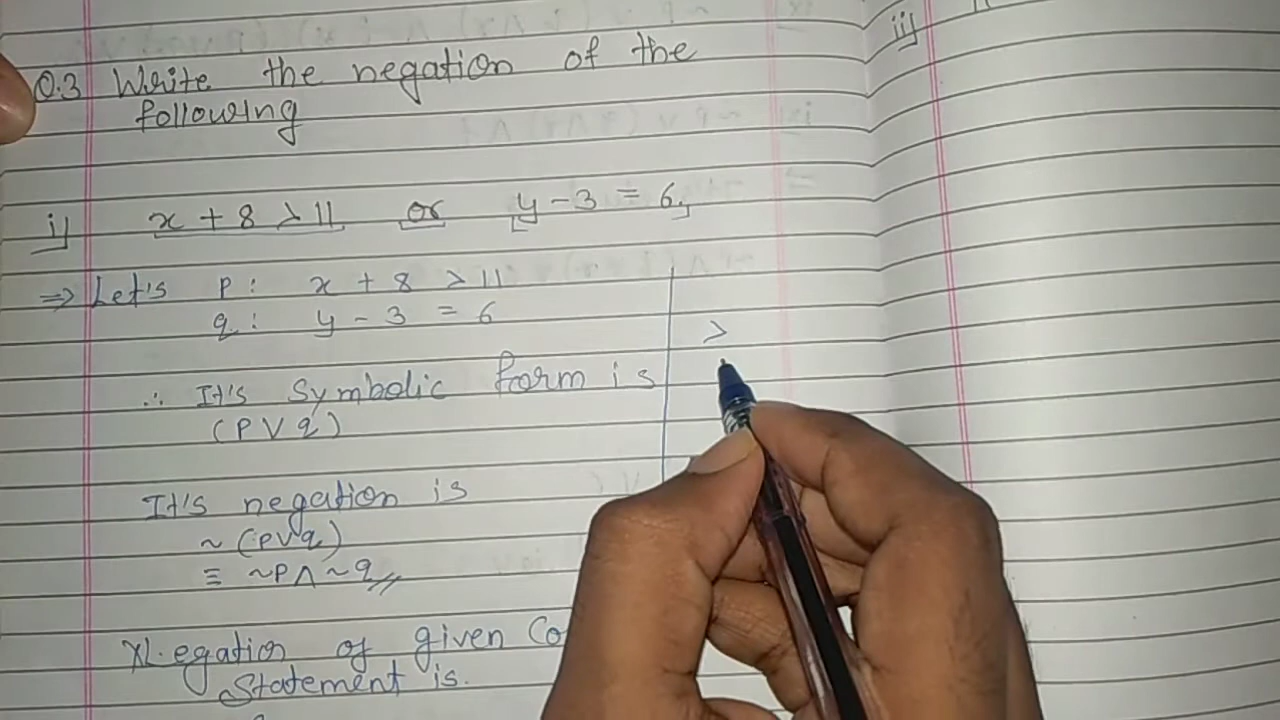 Q.3 Write the negation of the
following
i) x + 8 > 11 or y - 3 = 6
⇒ Let's p : x + 8 > 11
q : y - 3 = 6
>
∴ It's Symbolic form is
(P V q)
It's negation is
~ (P V q)
≡ ~P Λ ~q //
Negation of given Co
Statement is.
ii)